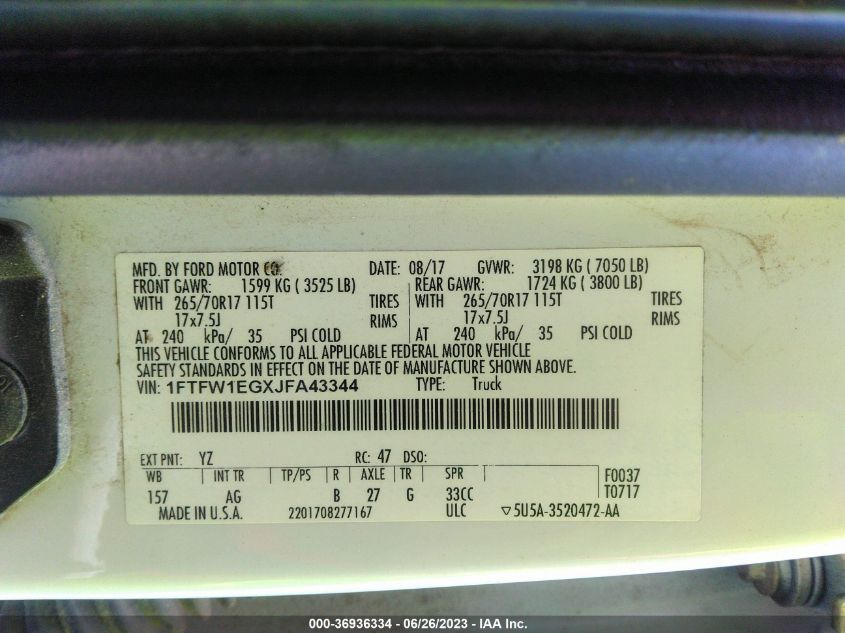 MFD. BY FORD MOTOR CO. DATE: 08/17 GVWR: 3198 KG ( 7050 LB)
FRONT GAWR: 1599 KG ( 3525 LB) REAR GAWR: 1724 KG ( 3800 LB)
WITH 265/70R17 115T TIRES WITH 265/70R17 115T TIRES
17x7.5J RIMS 17x7.5J RIMS
AT 240 kPa/ 35 PSI COLD AT 240 kPa/ 35 PSI COLD
THIS VEHICLE CONFORMS TO ALL APPLICABLE FEDERAL MOTOR VEHICLE
SAFETY STANDARDS IN EFFECT ON THE DATE OF MANUFACTURE SHOWN ABOVE.
VIN: 1FTFW1EGXJFA43344 TYPE: Truck
EXT PNT: YZ RC: 47 DSO:
WB INT TR TP/PS R AXLE TR SPR F0037
157 AG B 27 G 33CC T0717
MADE IN U.S.A. 2201708277167 ULC ▽5U5A-3520472-AA
000-36936334 - 06/26/2023 - IAA Inc.